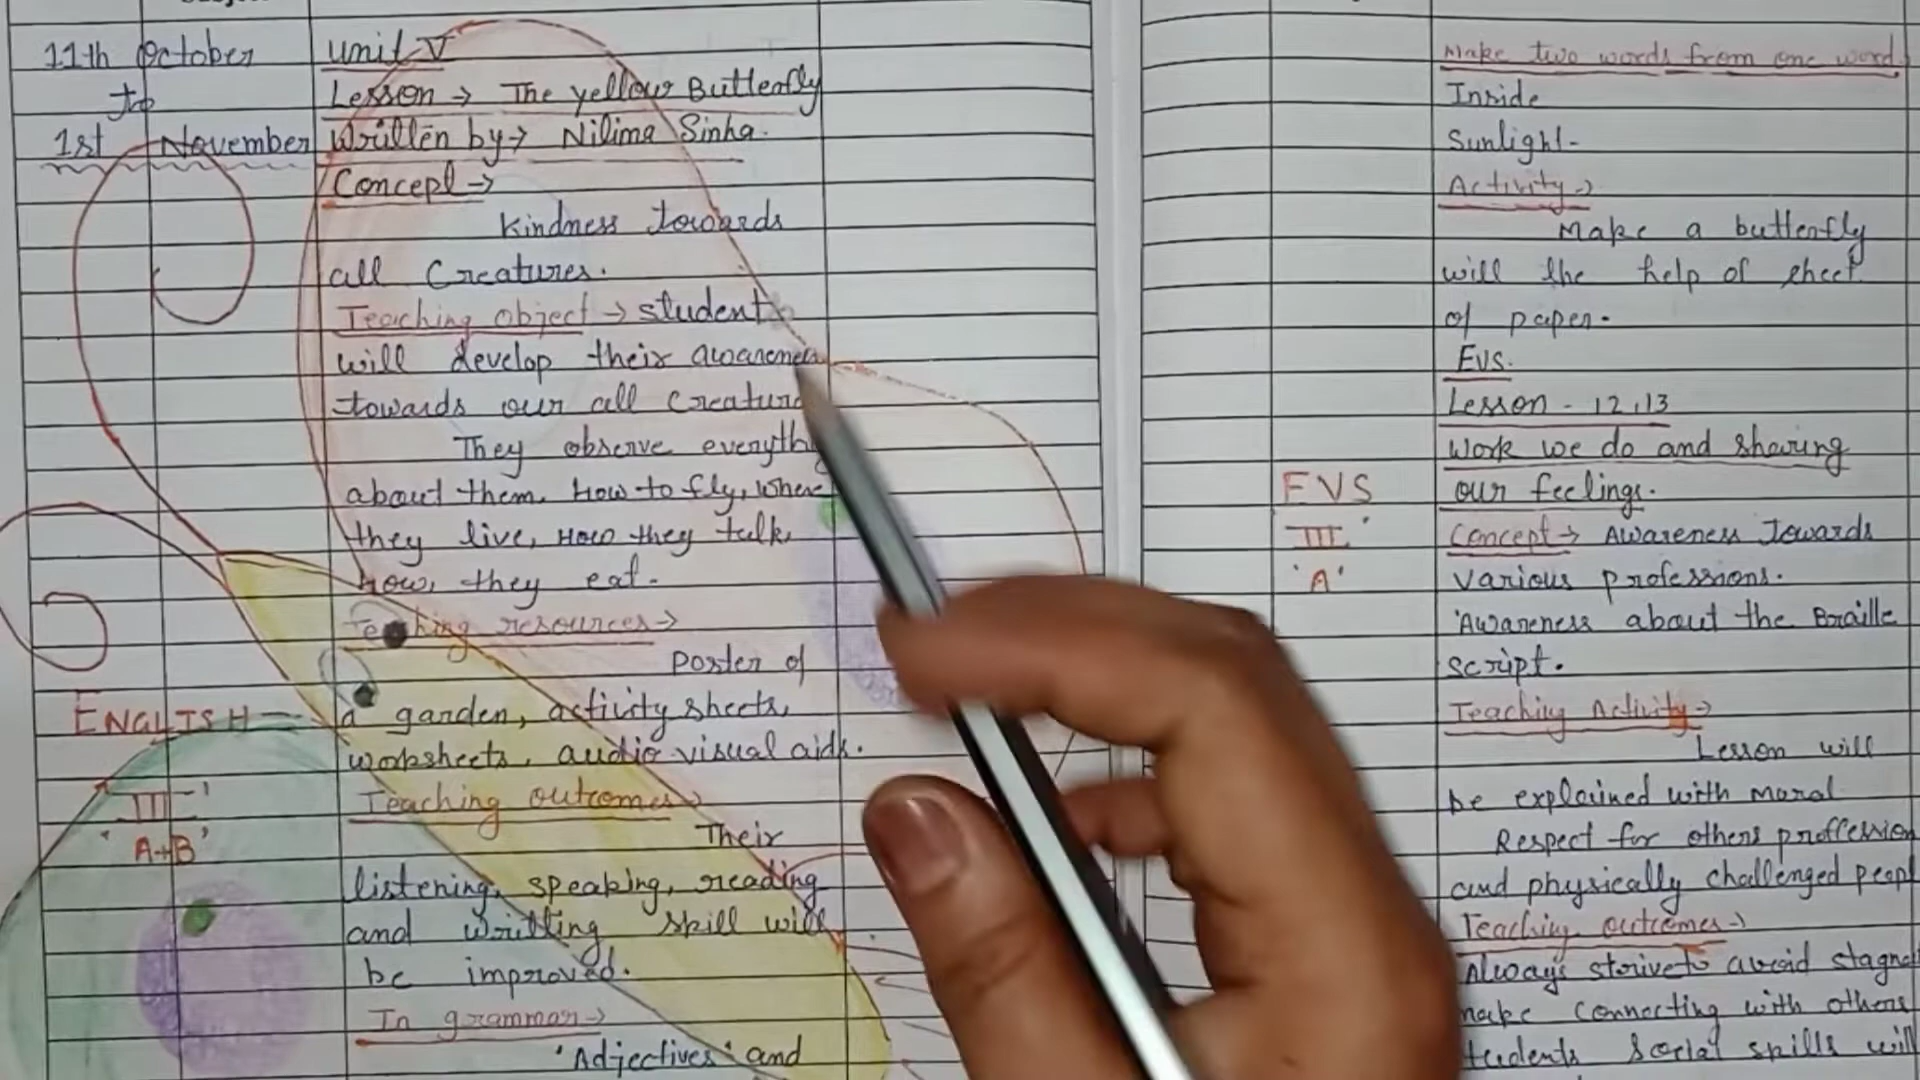 11th October
to
1st November
ENGLISH
III'
'A+B'
Unit V
Lesson → The yellow Butterfly
Written by → Nilima Sinha.
Concept →
Kindness towards
all Creatures.
Teaching object → student
will develop their awareness
towards our all
They observe
about them. How to fly, where
they live, How they talk,
how, they eat.
Teaching resources →
Poster of
a garden, activity sheets,
worksheets, audio visual aids.
Teaching outcomes →
Their
listening, speaking, reading
and writting skill will
be improved.
In grammar →
'Adjectives' and
Make two words from one word.
Inside
Sunlight-
Activity →
Make a butterfly
will the help of sheet
of paper.
EVS.
Lesson - 12,13
Work we do and sharing
our feelings.
EVS
III'
'A'
Concept → Awareness Towards
various professions.
Awareness about the Braille
script.
Teaching Activity →
Lesson will
be explained with moral
Respect for others proffession
and physically challenged
Teaching outcomes →
Always strive to avoid
make connecting with others
social skills will